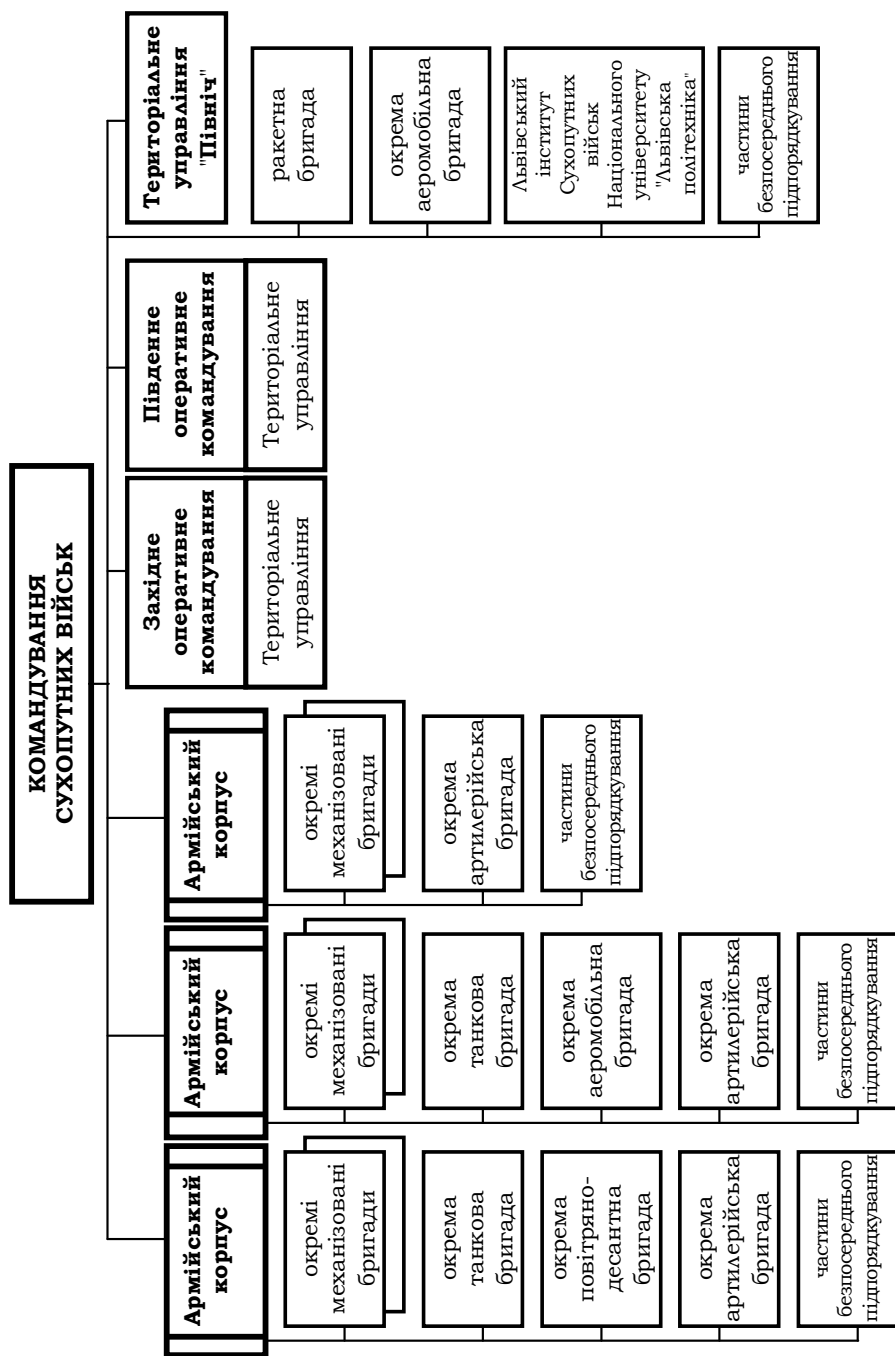 КОМАНДУВАННЯ
СУХОПУТНИХ ВІЙСЬК
Армійський
корпус
окремі
механізовані
бригади
окрема
танкова
бригада
окрема
повітряно-
десантна
бригада
окрема
артилерійська
бригада
частини
безпосереднього
підпорядкування
Армійський
корпус
окремі
механізовані
бригади
окрема
танкова
бригада
окрема
аеромобільна
бригада
окрема
артилерійська
бригада
частини
безпосереднього
підпорядкування
Армійський
корпус
окремі
механізовані
бригади
окрема
артилерійська
бригада
частини
безпосереднього
підпорядкування
Західне
оперативне
командування
Територіальне
управління
Південне
оперативне
командування
Територіальне
управління
Територіальне
управління
"Північ"
ракетна
бригада
окрема
аеромобільна
бригада
Львівський
інститут
Сухопутних
військ
Національного
університету
"Львівська
політехніка"
частини
безпосереднього
підпорядкування